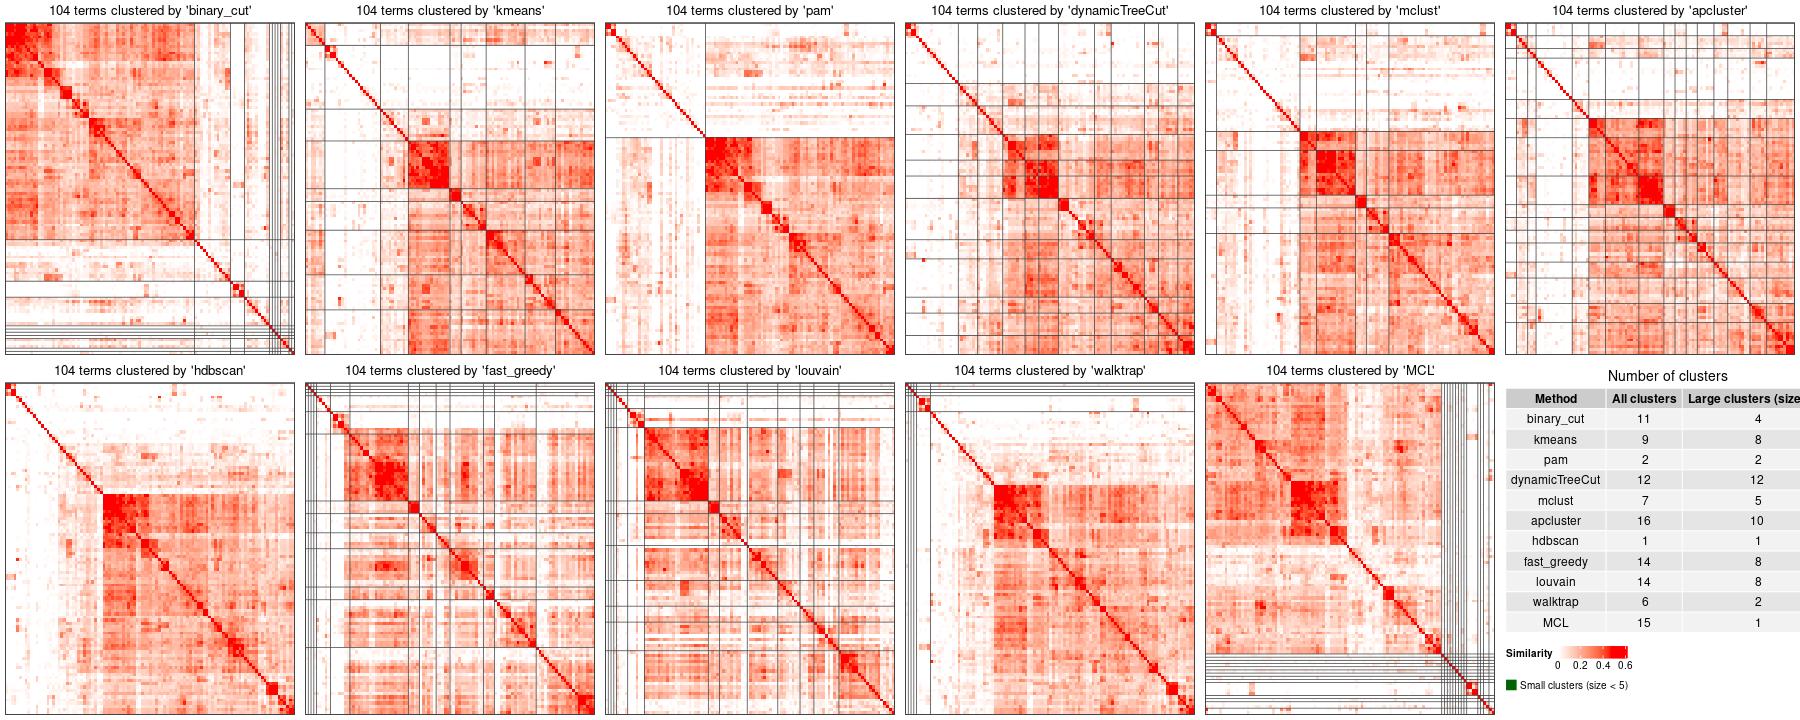 104 terms clustered by 'binary_cut'
104 terms clustered by 'kmeans'
104 terms clustered by 'pam'
104 terms clustered by 'dynamicTreeCut'
104 terms clustered by 'mclust'
104 terms clustered by 'apcluster'
104 terms clustered by 'hdbscan'
104 terms clustered by 'fast_greedy'
104 terms clustered by 'louvain'
104 terms clustered by 'walktrap'
104 terms clustered by 'MCL'
Number of clusters
Method All clusters Large clusters (size
binary_cut 11 4
kmeans 9 8
pam 2 2
dynamicTreeCut 12 12
mclust 7 5
apcluster 16 10
hdbscan 1 1
fast_greedy 14 8
louvain 14 8
walktrap 6 2
MCL 15 1
Similarity
0 0.2 0.4 0.6
Small clusters (size < 5)